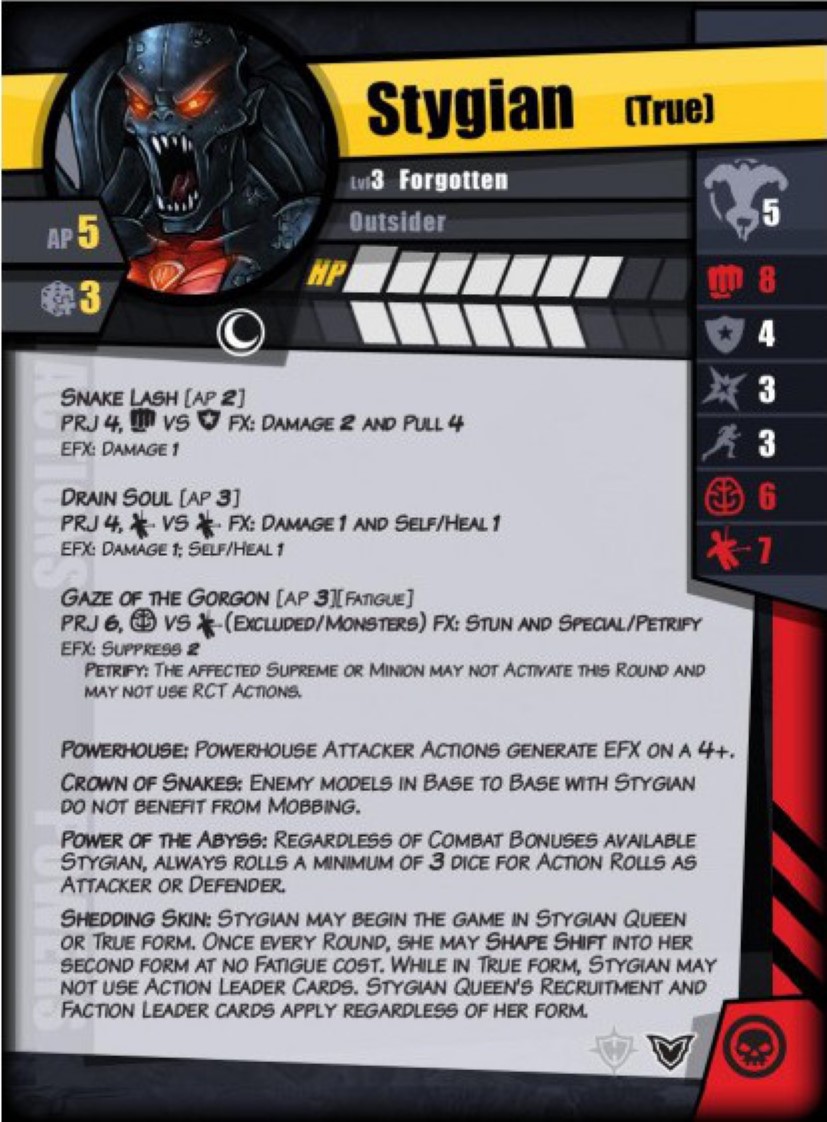 Stygian (True)
Lvl3 Forgotten
Outsider
AP 5
3
HP
5
8
4
3
3
6
7
ACTIONS
SNAKE LASH [AP 2]
PRJ 4, VS FX: DAMAGE 2 AND PULL 4
EFX: DAMAGE 1
DRAIN SOUL [AP 3]
PRJ 4, VS FX: DAMAGE 1 AND SELF/HEAL 1
EFX: DAMAGE 1; SELF/HEAL 1
GAZE OF THE GORGON [AP 3][FATIGUE]
PRJ 6, VS (EXCLUDED/MONSTERS) FX: STUN AND SPECIAL/PETRIFY
EFX: SUPPRESS 2
PETRIFY: THE AFFECTED SUPREME OR MINION MAY NOT ACTIVATE THIS ROUND AND
MAY NOT USE RCT ACTIONS.
POWERS
POWERHOUSE: POWERHOUSE ATTACKER ACTIONS GENERATE EFX ON A 4+.
CROWN OF SNAKES: ENEMY MODELS IN BASE TO BASE WITH STYGIAN
DO NOT BENEFIT FROM MOBBING.
POWER OF THE ABYSS: REGARDLESS OF COMBAT BONUSES AVAILABLE
STYGIAN, ALWAYS ROLLS A MINIMUM OF 3 DICE FOR ACTION ROLLS AS
ATTACKER OR DEFENDER.
SHEDDING SKIN: STYGIAN MAY BEGIN THE GAME IN STYGIAN QUEEN
OR TRUE FORM. ONCE EVERY ROUND, SHE MAY SHAPE SHIFT INTO HER
SECOND FORM AT NO FATIGUE COST. WHILE IN TRUE FORM, STYGIAN MAY
NOT USE ACTION LEADER CARDS. STYGIAN QUEEN'S RECRUITMENT AND
FACTION LEADER CARDS APPLY REGARDLESS OF HER FORM.